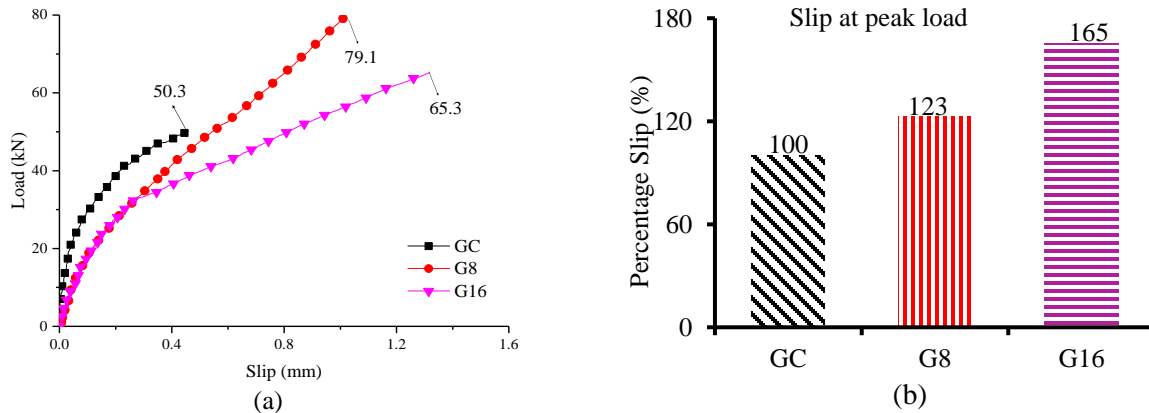 80
60
40
20
0
Load (kN)
0.0
0.4
0.8
1.2
1.6
Slip (mm)
50.3
79.1
65.3
GC
G8
G16
(a)
Slip at peak load
180
120
60
0
Percentage Slip (%)
100
123
165
GC
G8
G16
(b)